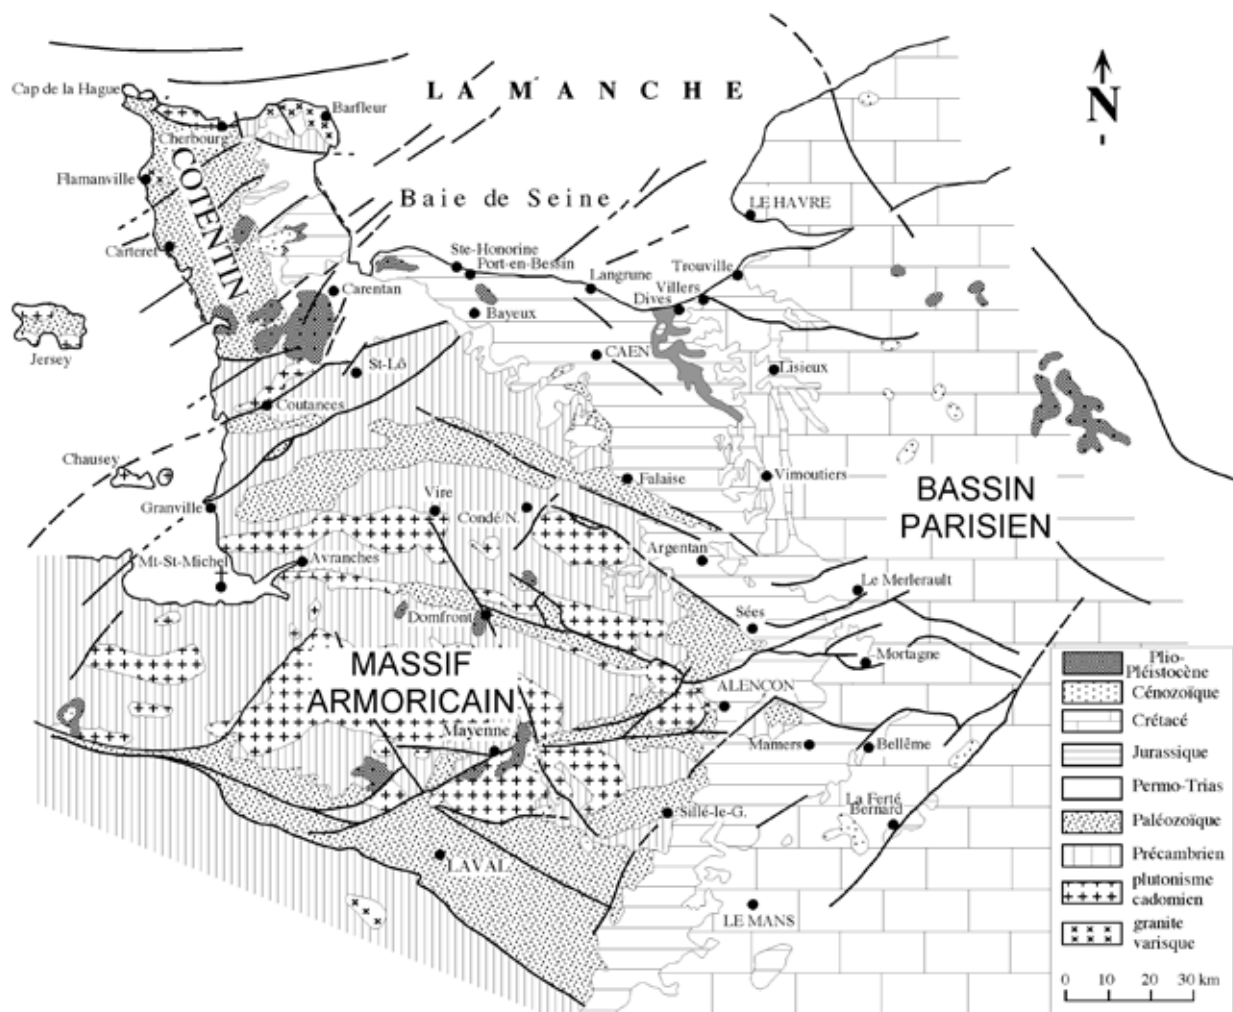 LA MANCHE
N
Cap de la Hague
Barfleur
Cherbourg
COTENTIN
Flamanville
Baie de Seine
LE HAVRE
Carteret
Ste-Honorine
Port-en-Bessin
Langrune
Trouville
Villers
Dives
Carentan
Bayeux
Jersey
St-Lô
CAEN
Lisieux
Coutances
Chausey
Falaise
Vimoutiers
BASSIN
PARISIEN
Granville
Vire
Condé/N.
Argentan
Mt-St-Michel
Avranches
Le Merlerault
Domfront
Sées
MASSIF
ARMORICAIN
Mortagne
ALENÇON
Mayenne
Mamers
Bellême
Sillé-le-G.
La Ferté
Bernard
LAVAL
LE MANS
Plio-
Pléistocène
Cénozoïque
Crétacé
Jurassique
Permo-Trias
Paléozoïque
Précambrien
plutonisme
cadomien
granite
varisque
0 10 20 30 km